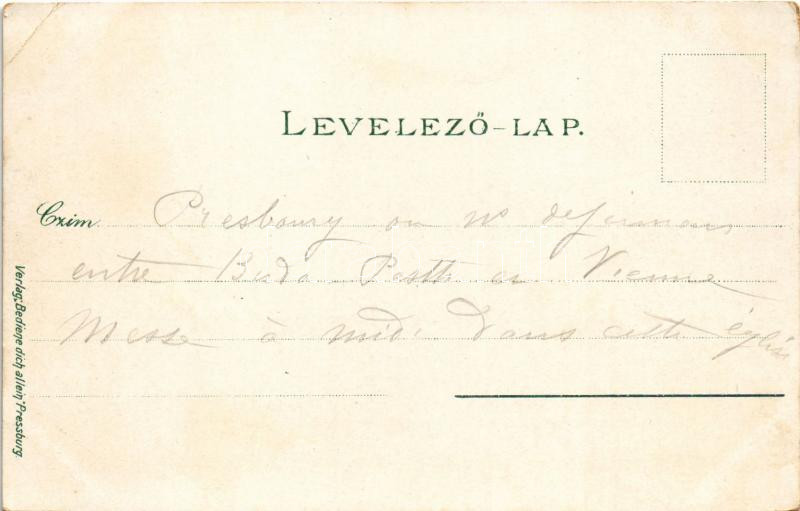 LEVELEZŐ-LAP.
Czim. Presbourg ou ns dejeunons
entre Buda Pesth et Vienne
Messe à midi dans cette église
Verlag: „Bediene dich allein“ Pressburg.